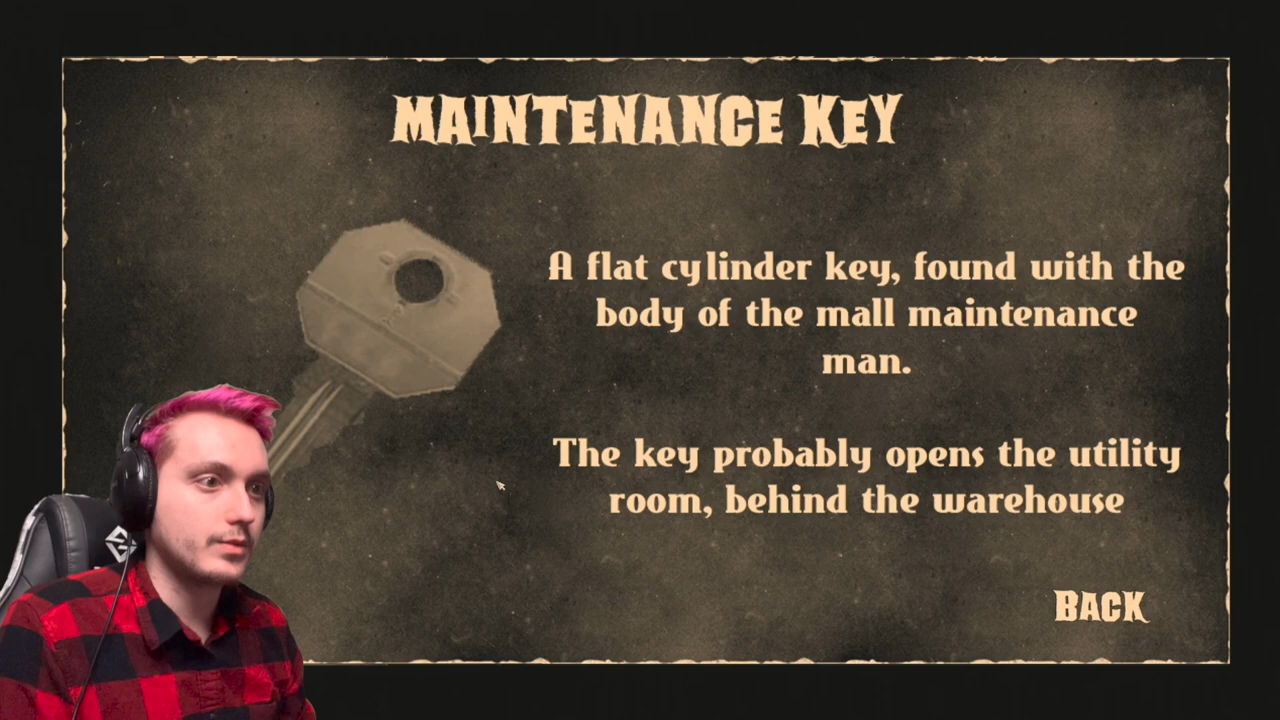 MAINTENANCE KEY
A flat cylinder key, found with the
body of the mall maintenance
man.
The key probably opens the utility
room, behind the warehouse
BACK